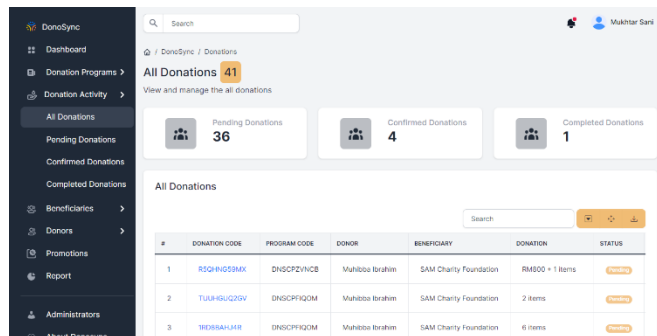 DonoSync
Dashboard
Donation Programs >
Donation Activity >
All Donations
Pending Donations
Confirmed Donations
Completed Donations
Beneficiaries >
Donors >
Promotions
Report
Administrators
About Donosync
Search
Mukhtar Sani
/ DonoSync / Donations
All Donations 41
View and manage the all donations
Pending Donations
36
Confirmed Donations
4
Completed Donations
1
All Donations
Search
# DONATION CODE PROGRAM CODE DONOR BENEFICIARY DONATION STATUS
1 R5QHNG59MX DNSCPZVNCB Muhibba Ibrahim SAM Charity Foundation RM800 + 1 items Pending
2 TUUHGUQ2GV DNSCPFIQOM Muhibba Ibrahim SAM Charity Foundation 2 items Pending
3 DNSCPFIQOM Muhibba Ibrahim SAM Charity Foundation 6 items Pending